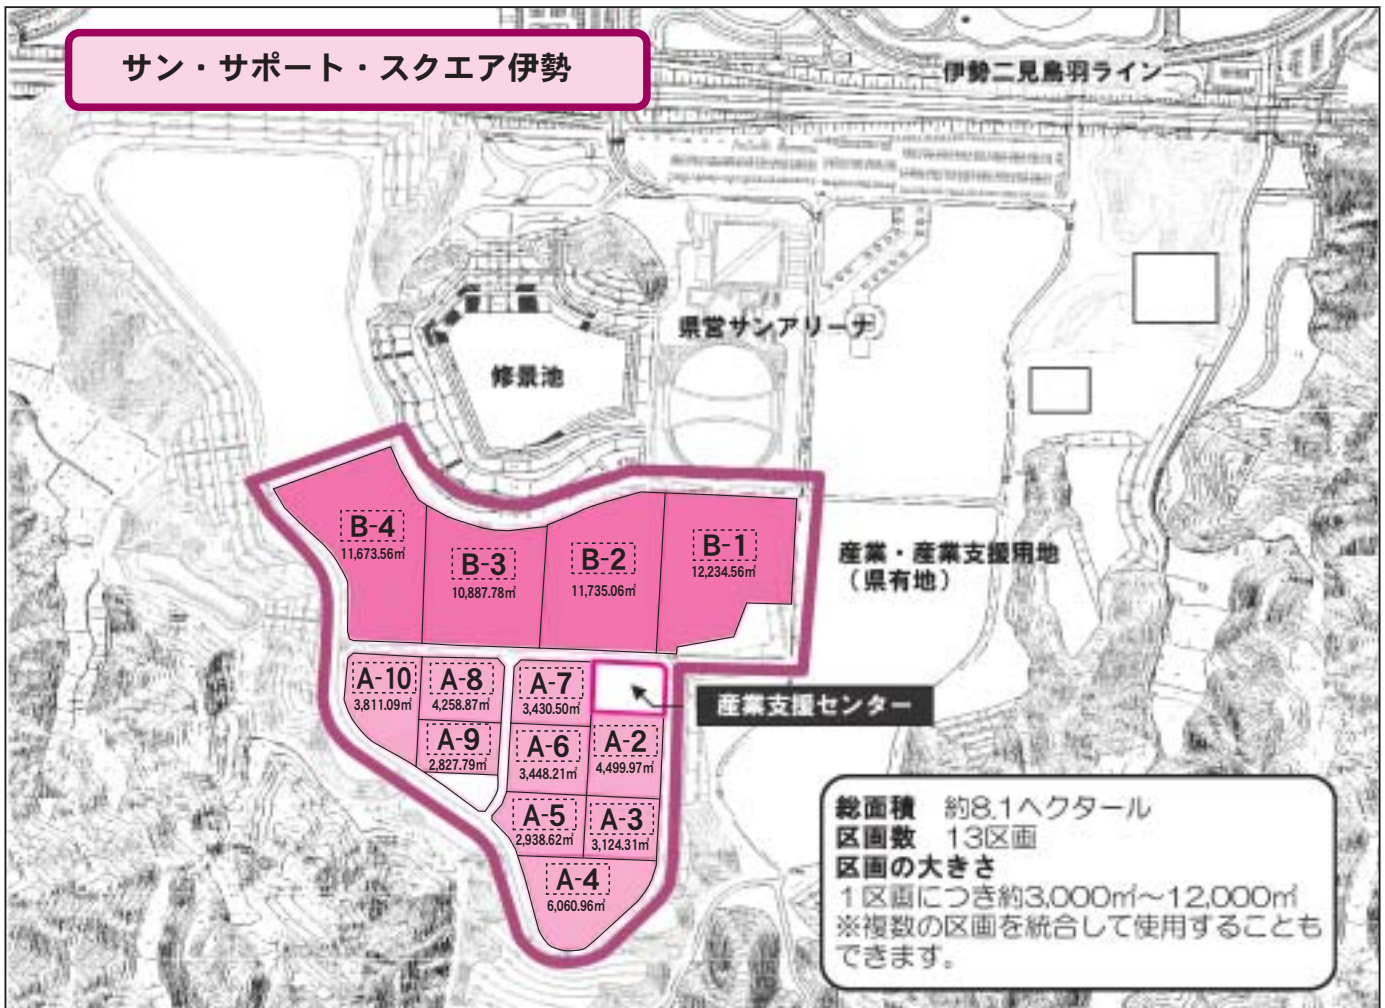 サン・サポート・スクエア伊勢
伊勢二見鳥羽ライン
県営サンアリーナ
修景池
B-4
11,673.56㎡
B-3
10,887.78㎡
B-2
11,735.06㎡
B-1
12,234.56㎡
産業・産業支援用地
（県有地）
A-10
3,811.09㎡
A-8
4,258.87㎡
A-7
3,430.50㎡
産業支援センター
A-9
2,827.79㎡
A-6
3,448.21㎡
A-2
4,499.97㎡
A-5
2,938.62㎡
A-3
3,124.31㎡
A-4
6,060.96㎡
総面積　約8.1ヘクタール
区画数　13区画
区画の大きさ
1区画につき約3,000㎡～12,000㎡
※複数の区画を統合して使用することも
できます。